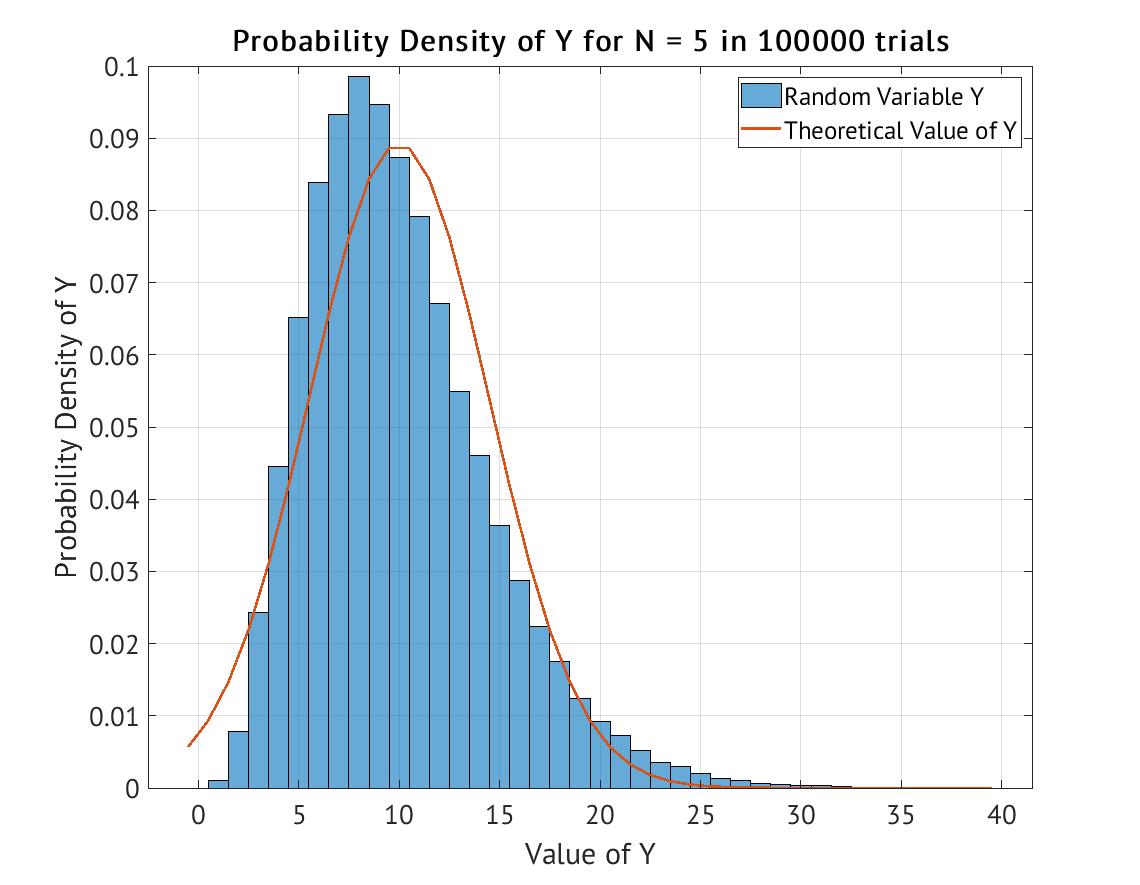 Probability Density of Y for N = 5 in 100000 trials
Random Variable Y
Theoretical Value of Y
Probability Density of Y
0.1
0.09
0.08
0.07
0.06
0.05
0.04
0.03
0.02
0.01
0
0 5 10 15 20 25 30 35 40
Value of Y